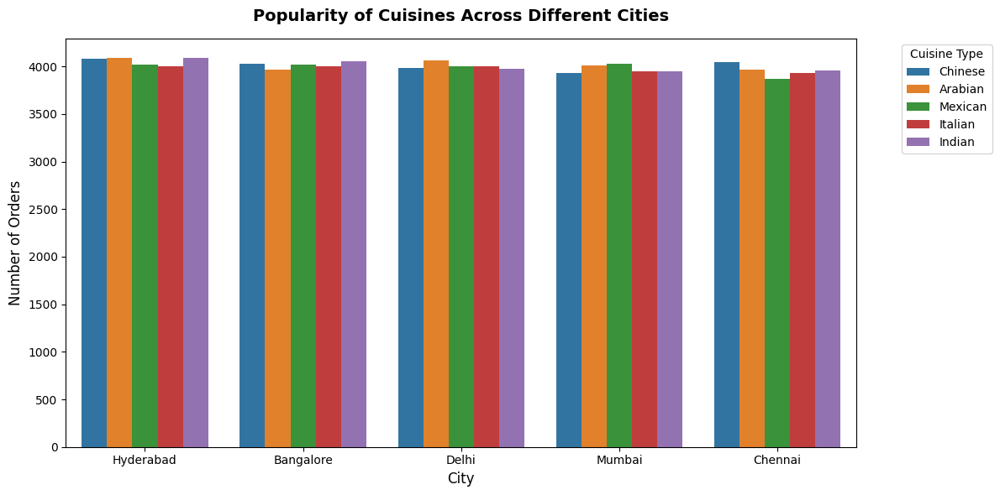 Popularity of Cuisines Across Different Cities
Number of Orders
4000
3500
3000
2500
2000
1500
1000
500
0
Hyderabad
Bangalore
Delhi
Mumbai
Chennai
City
Cuisine Type
Chinese
Arabian
Mexican
Italian
Indian